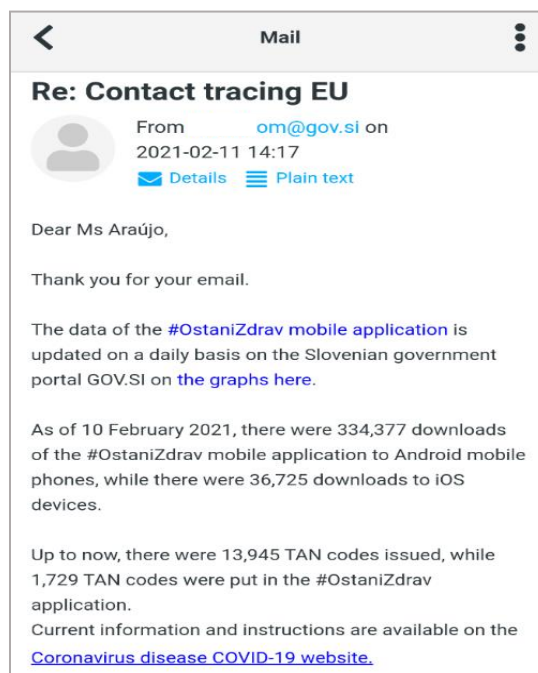 Mail
Re: Contact tracing EU
From om@gov.si on
2021-02-11 14:17
Details Plain text
Dear Ms Araújo,
Thank you for your email.
The data of the #OstaniZdrav mobile application is
updated on a daily basis on the Slovenian government
portal GOV.SI on the graphs here.
As of 10 February 2021, there were 334,377 downloads
of the #OstaniZdrav mobile application to Android mobile
phones, while there were 36,725 downloads to iOS
devices.
Up to now, there were 13,945 TAN codes issued, while
1,729 TAN codes were put in the #OstaniZdrav
application.
Current information and instructions are available on the
Coronavirus disease COVID-19 website.